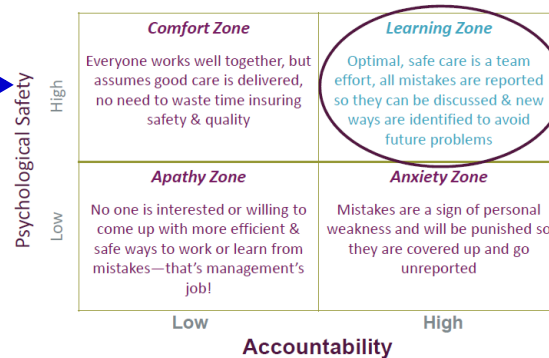 Comfort Zone
Everyone works well together, but
assumes good care is delivered,
no need to waste time insuring
safety & quality
Learning Zone
Optimal, safe care is a team
effort, all mistakes are reported
so they can be discussed & new
ways are identified to avoid
future problems
Apathy Zone
No one is interested or willing to
come up with more efficient &
safe ways to work or learn from
mistakes—that's management's
job!
Anxiety Zone
Mistakes are a sign of personal
weakness and will be punished so
they are covered up and go
unreported
Psychological Safety
High
Low
Low
High
Accountability